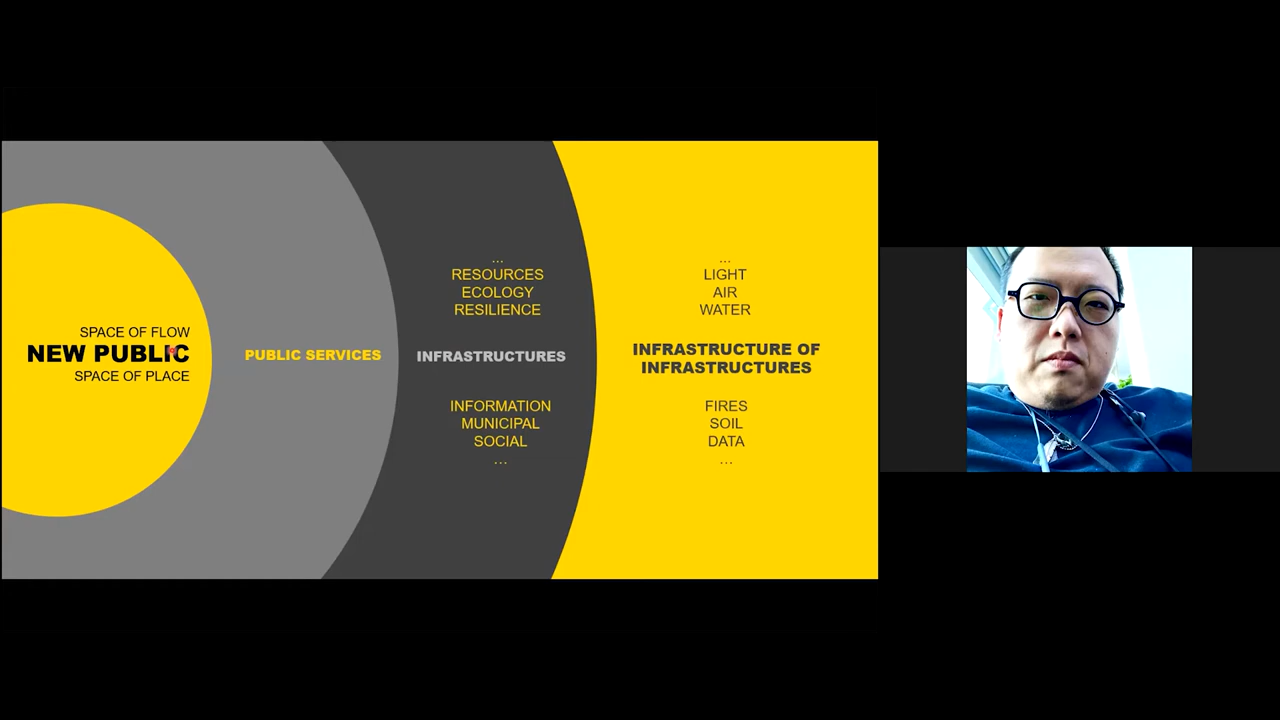 SPACE OF FLOW
NEW PUBLIC
SPACE OF PLACE
PUBLIC SERVICES
...
RESOURCES
ECOLOGY
RESILIENCE
INFRASTRUCTURES
INFORMATION
MUNICIPAL
SOCIAL
...
...
LIGHT
AIR
WATER
INFRASTRUCTURE OF
INFRASTRUCTURES
FIRES
SOIL
DATA
...